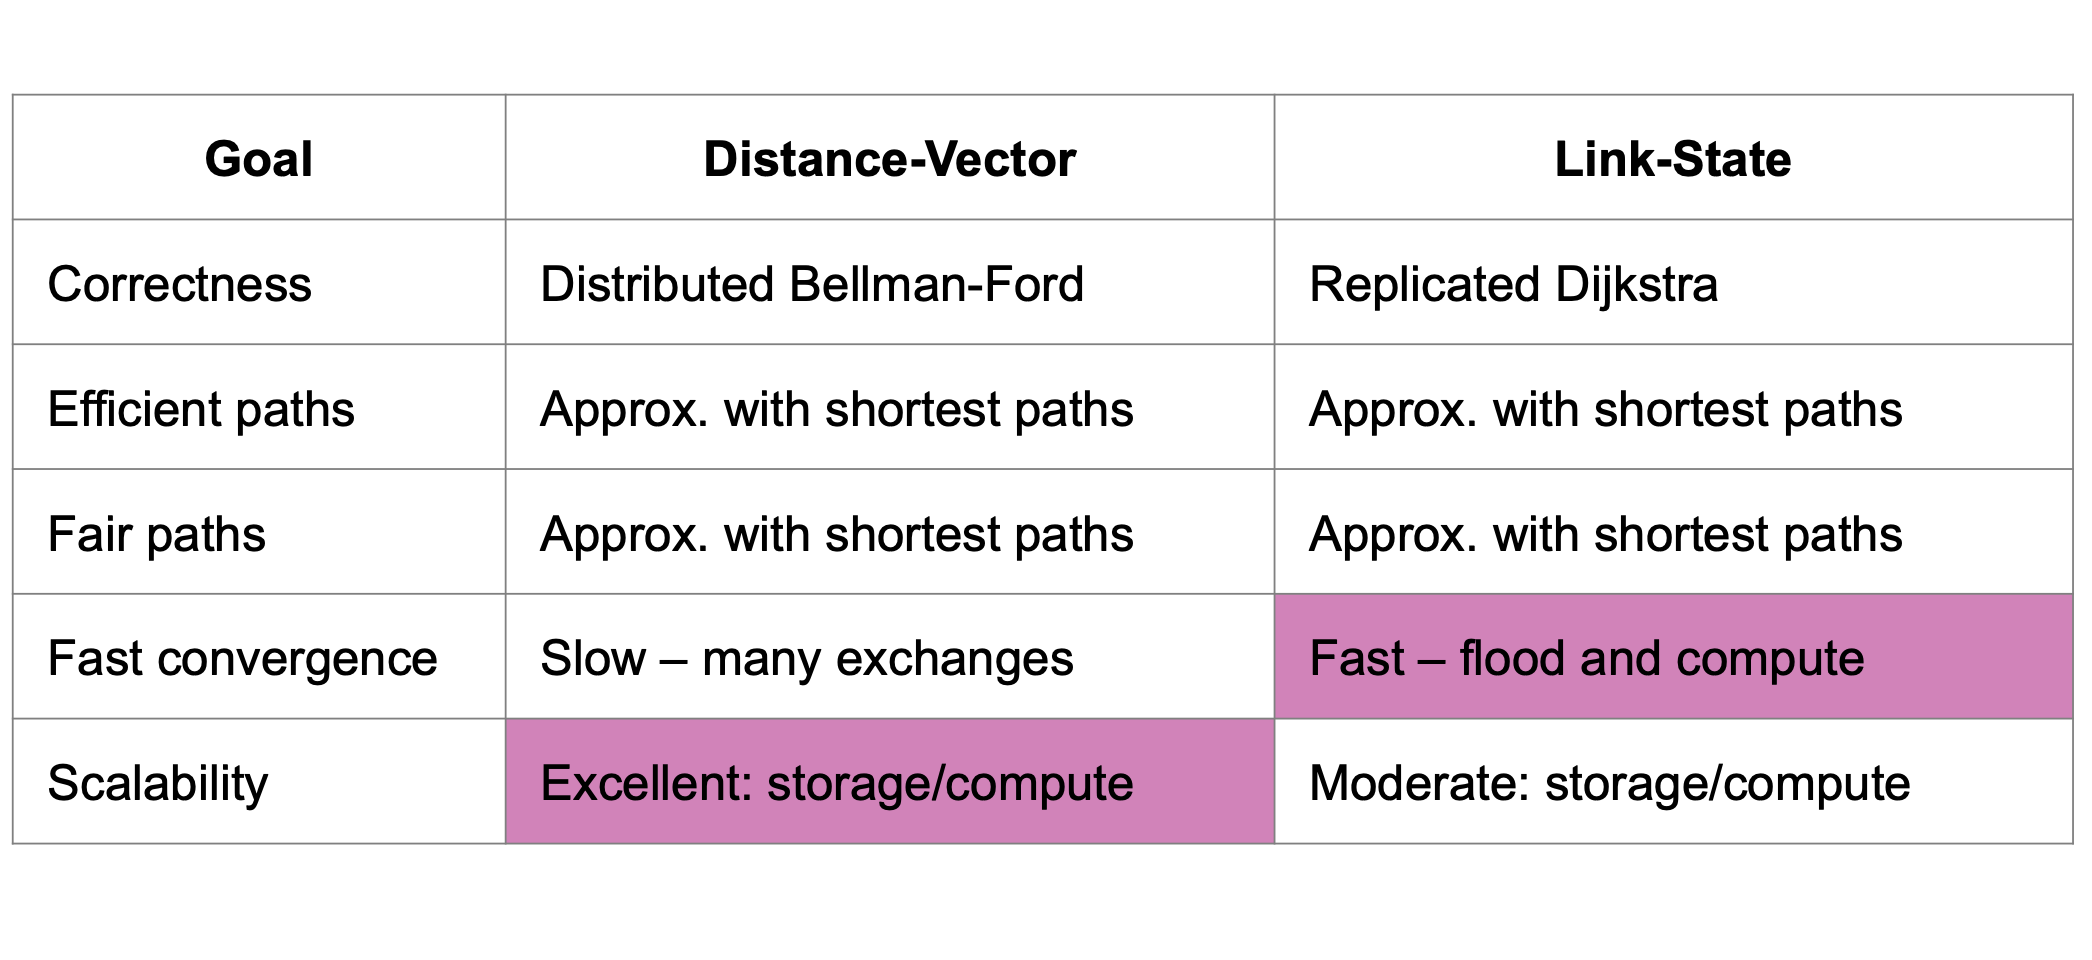 Goal Distance-Vector Link-State
Correctness Distributed Bellman-Ford Replicated Dijkstra
Efficient paths Approx. with shortest paths Approx. with shortest paths
Fair paths Approx. with shortest paths Approx. with shortest paths
Fast convergence Slow – many exchanges Fast – flood and compute
Scalability Excellent: storage/compute Moderate: storage/compute